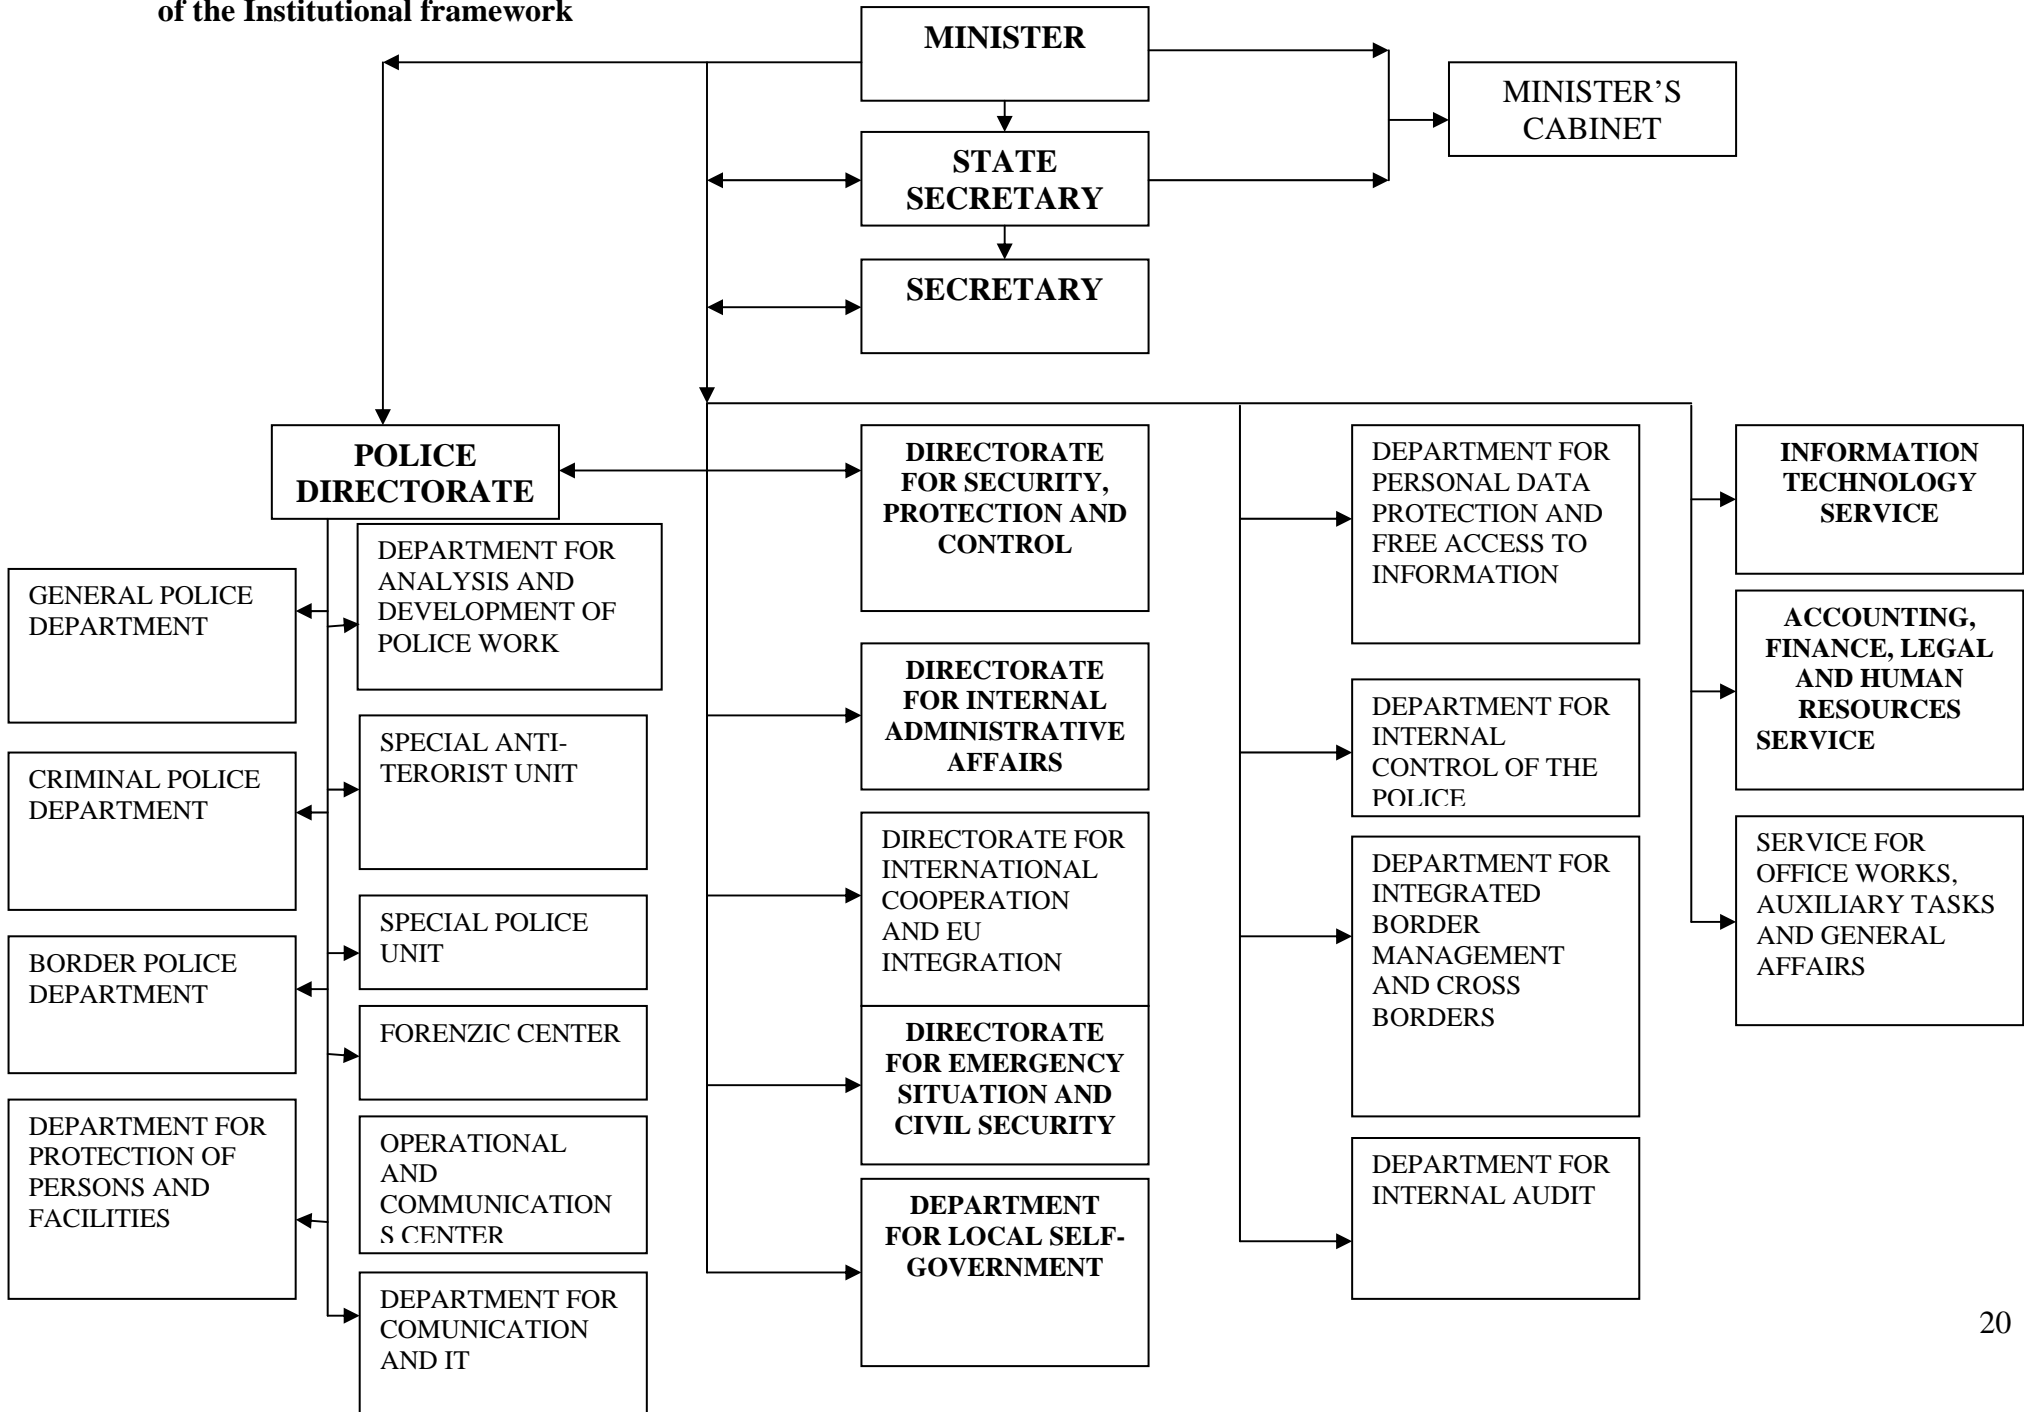 of the Institutional framework
MINISTER
MINISTER’S
CABINET
STATE
SECRETARY
SECRETARY
POLICE
DIRECTORATE
GENERAL POLICE
DEPARTMENT
CRIMINAL POLICE
DEPARTMENT
BORDER POLICE
DEPARTMENT
DEPARTMENT FOR
PROTECTION OF
PERSONS AND
FACILITIES
DEPARTMENT FOR
ANALYSIS AND
DEVELOPMENT OF
POLICE WORK
SPECIAL ANTI-
TERORIST UNIT
SPECIAL POLICE
UNIT
FORENZIC CENTER
OPERATIONAL
AND
COMMUNICATION
S CENTER
DEPARTMENT FOR
COMUNICATION
AND IT
DIRECTORATE
FOR SECURITY,
PROTECTION AND
CONTROL
DIRECTORATE
FOR INTERNAL
ADMINISTRATIVE
AFFAIRS
DIRECTORATE FOR
INTERNATIONAL
COOPERATION
AND EU
INTEGRATION
DIRECTORATE
FOR EMERGENCY
SITUATION AND
CIVIL SECURITY
DEPARTMENT
FOR LOCAL SELF-
GOVERNMENT
DEPARTMENT FOR
PERSONAL DATA
PROTECTION AND
FREE ACCESS TO
INFORMATION
DEPARTMENT FOR
INTERNAL
CONTROL OF THE
POLICE
DEPARTMENT FOR
INTEGRATED
BORDER
MANAGEMENT
AND CROSS
BORDERS
DEPARTMENT FOR
INTERNAL AUDIT
INFORMATION
TECHNOLOGY
SERVICE
ACCOUNTING,
FINANCE, LEGAL
AND HUMAN
RESOURCES
SERVICE
SERVICE FOR
OFFICE WORKS,
AUXILIARY TASKS
AND GENERAL
AFFAIRS
20